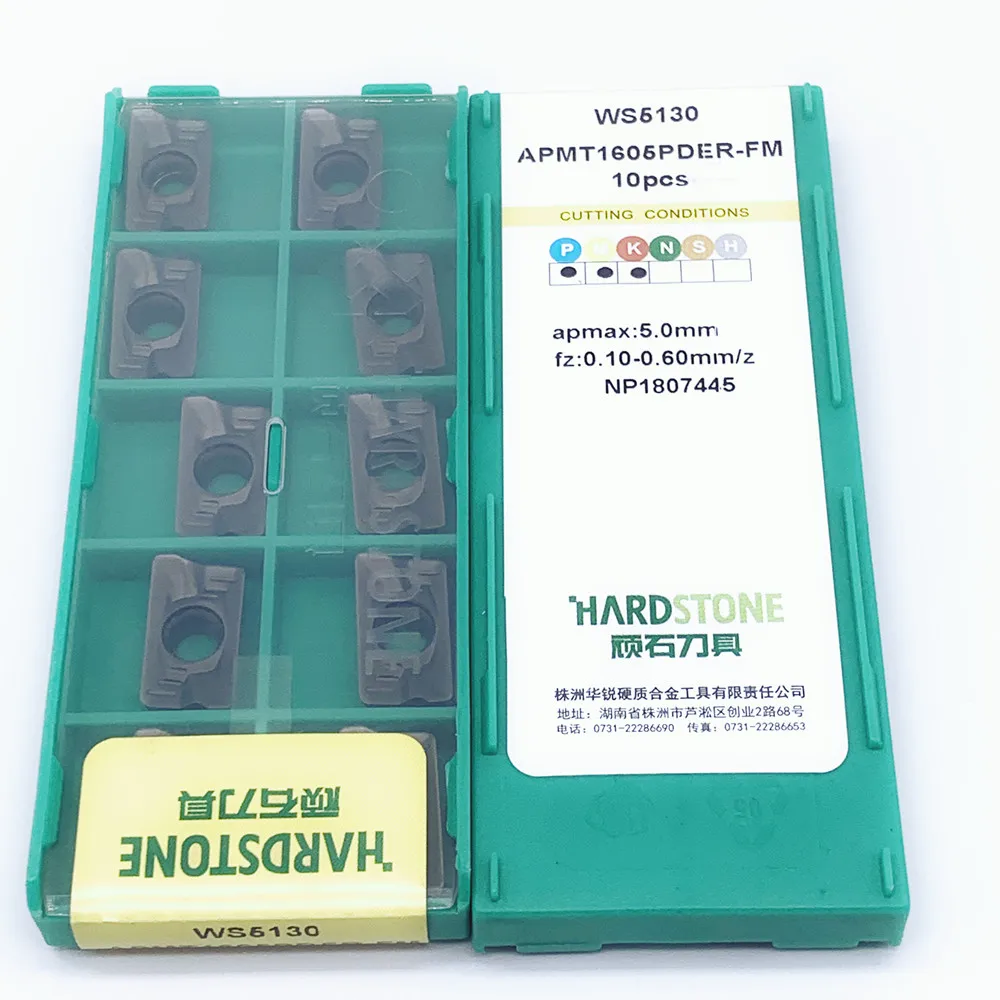 WS5130
APMT1605PDER-FM
10pcs
CUTTING CONDITIONS
P M K N S H
apmax:5.0mm
fz:0.10-0.60mm/z
NP1807445
HARDSTONE
顽石刀具
株洲华锐硬质合金工具有限责任公司
地址：湖南省株洲市芦淞区创业2路68号
电话：0731-22286690 传真：0731-22286653
HARDSTONE
顽石刀具
HARDSTONE
WS5130